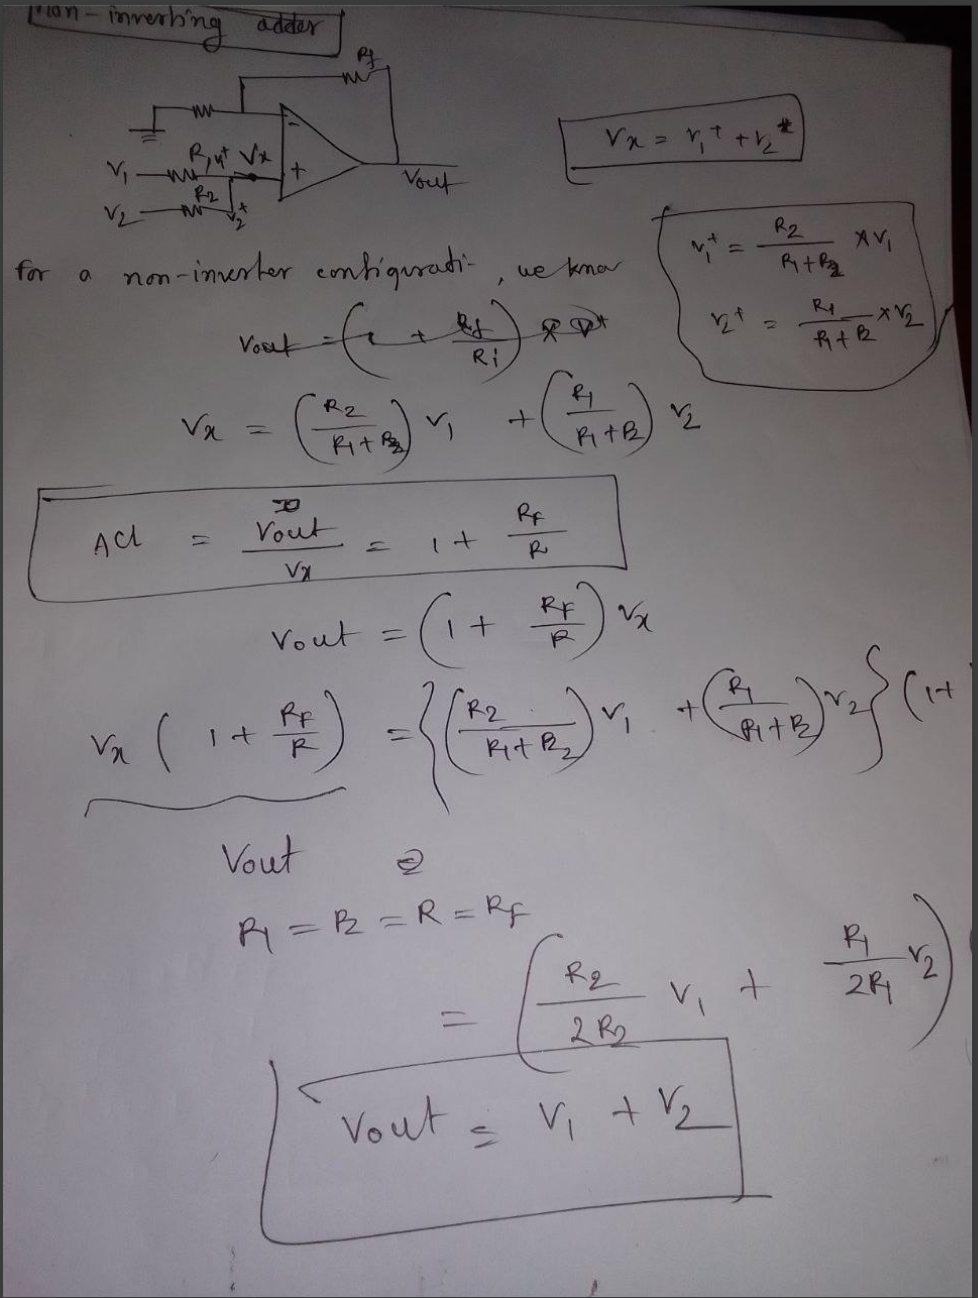 Non-inverting adder
Rf
R1 v1+ Vx
V1
- +
Vout
R2
V2 v2+
Vx = v1+ + v2+
v1+ = R2/(R1+R2) × v1
v2+ = R1/(R1+R2) × v2
for a non-inverter configurati-, we know
Vout = (1 + Rf/Ri) × V+
Vx = (R2/(R1+R2)) v1 + (R1/(R1+R2)) v2
ACl = Vout/Vx = 1 + RF/R
Vout = (1 + RF/R) Vx
Vx (1 + RF/R) = {(R2/(R1+R2)) v1 + (R1/(R1+R2)) v2} (1+
Vout =
R1 = R2 = R = RF
= (R2/2R2 v1 + R1/2R1 v2)
Vout = V1 + V2